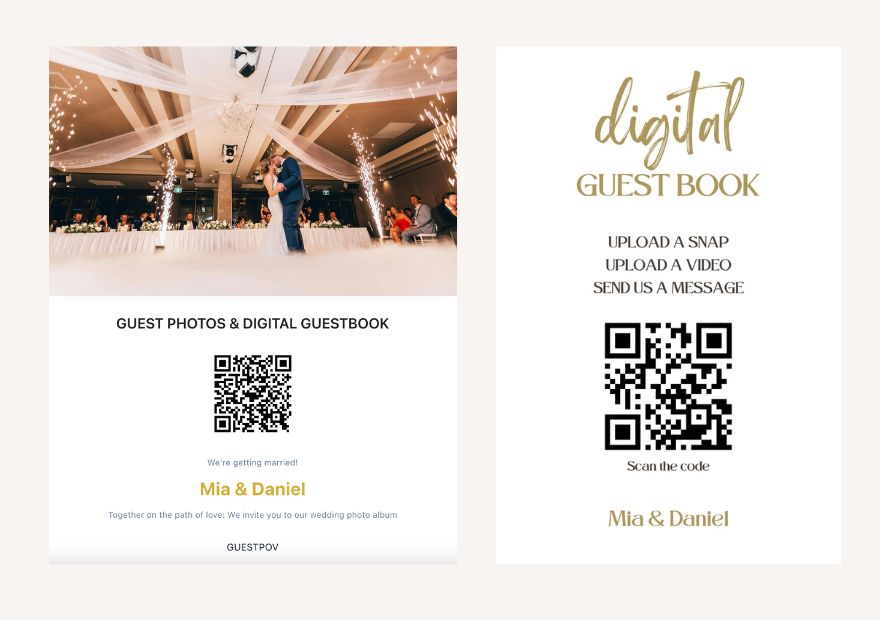 GUEST PHOTOS & DIGITAL GUESTBOOK
We're getting married!
Mia & Daniel
Together on the path of love: We invite you to our wedding photo album
GUESTPOV
digital
GUEST BOOK
UPLOAD A SNAP
UPLOAD A VIDEO
SEND US A MESSAGE
Scan the code
Mia & Daniel